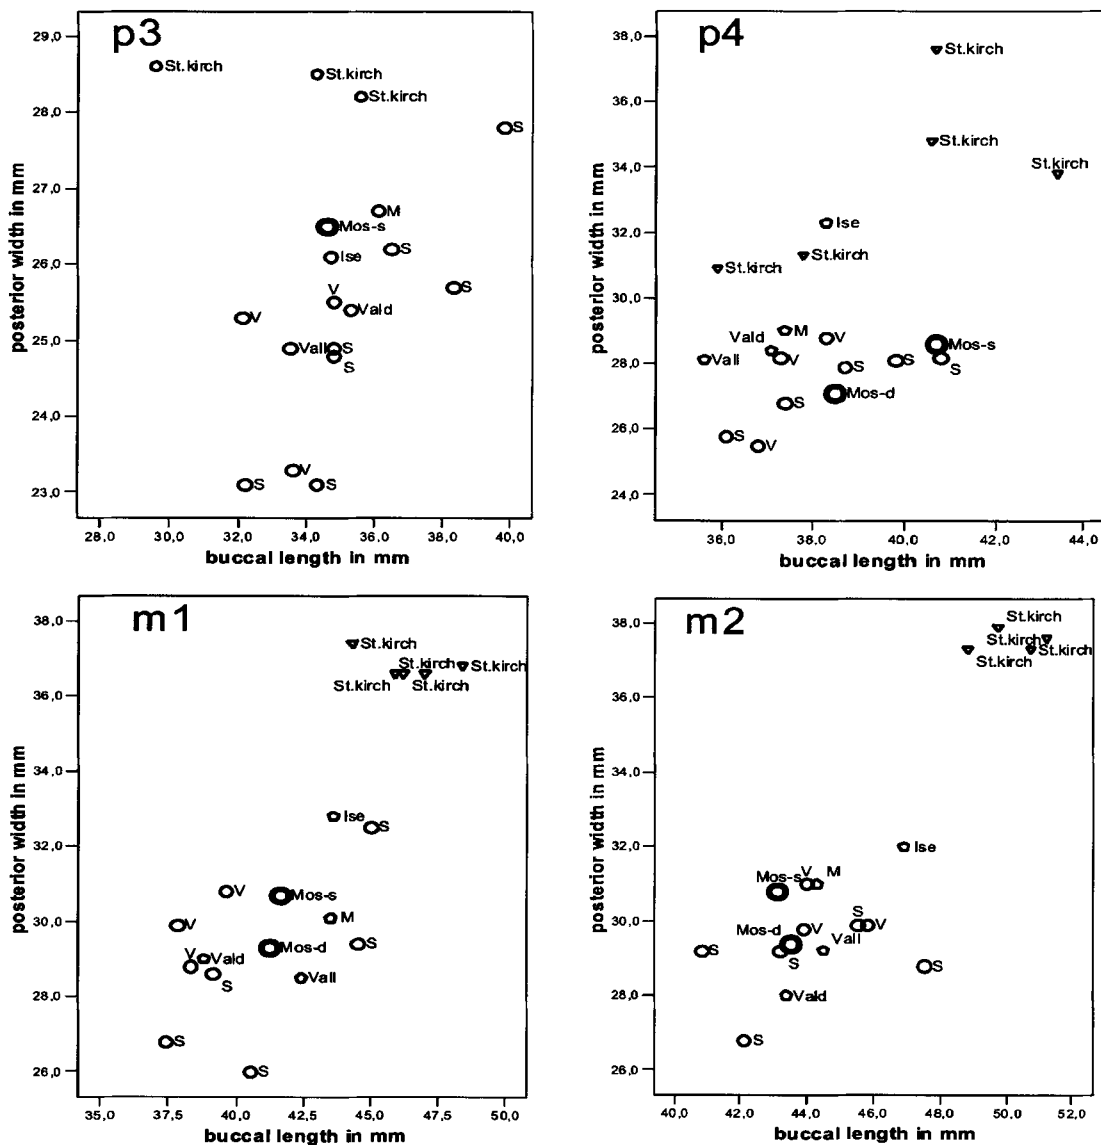 p3
29,0
28,0
27,0
26,0
25,0
24,0
23,0
posterior width in mm
St.kirch
St.kirch
St.kirch
S
M
Mos-s
S
Ise
S
V
Vald
V
Vall
S
S
V
S
S
28,0 30,0 32,0 34,0 36,0 38,0 40,0
buccal length in mm
p4
38,0
36,0
34,0
32,0
30,0
28,0
26,0
24,0
posterior width in mm
St.kirch
St.kirch
St.kirch
Ise
St.kirch
St.kirch
M
V
Vald
Mos-s
Vall
V
S
S
S
Mos-d
S
S
V
36,0 38,0 40,0 42,0 44,0
buccal length in mm
m1
38,0
36,0
34,0
32,0
30,0
28,0
26,0
posterior width in mm
St.kirch
St.kirch
St.kirch
St.kirch
St.kirch
Ise
S
V
Mos-s
M
V
Mos-d
S
V
Vald
S
Vall
S
S
35,0 37,5 40,0 42,5 45,0 47,5 50,0
buccal length in mm
m2
38,0
36,0
34,0
32,0
30,0
28,0
26,0
posterior width in mm
St.kirch
St.kirch
St.kirch
St.kirch
Ise
Mos-s
V
M
S
V
Mos-d
V
Vall
S
S
S
Vald
S
40,0 42,0 44,0 46,0 48,0 50,0 52,0
buccal length in mm